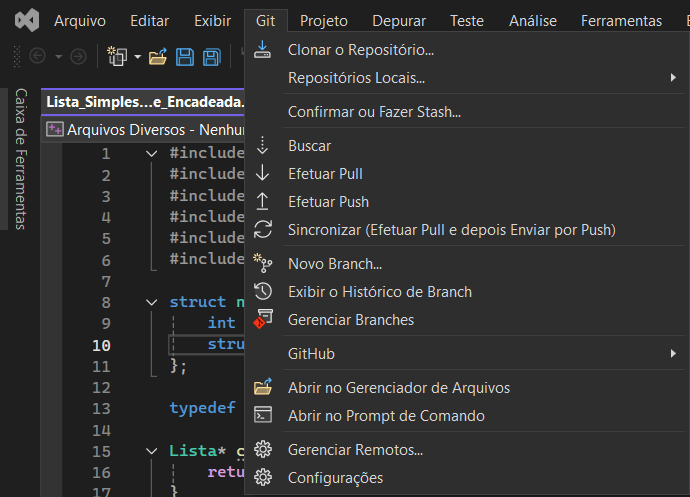 Arquivo Editar Exibir Git Projeto Depurar Teste Análise Ferramentas E
Clonar o Repositório...
Repositórios Locais...
Confirmar ou Fazer Stash...
Buscar
Efetuar Pull
Efetuar Push
Sincronizar (Efetuar Pull e depois Enviar por Push)
Novo Branch...
Exibir o Histórico de Branch
Gerenciar Branches
GitHub
Abrir no Gerenciador de Arquivos
Abrir no Prompt de Comando
Gerenciar Remotos...
Configurações
Caixa de Ferramentas
Lista_Simples...e_Encadeada.
Arquivos Diversos - Nenhu
1 #include
2 #include
3 #include
4 #include
5 #include
6 #include
7
8 struct n
9 int
10 stru
11 };
12
13 typedef
14
15 Lista* c
16 retu
17 }